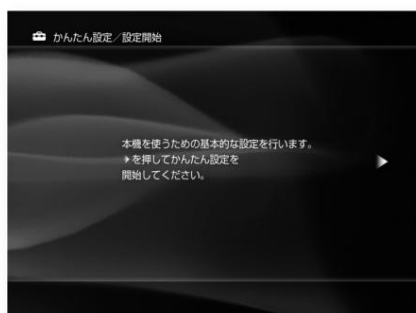 かんたん設定／設定開始
本機を使うための基本的な設定を行います。
▶を押してかんたん設定を
開始してください。